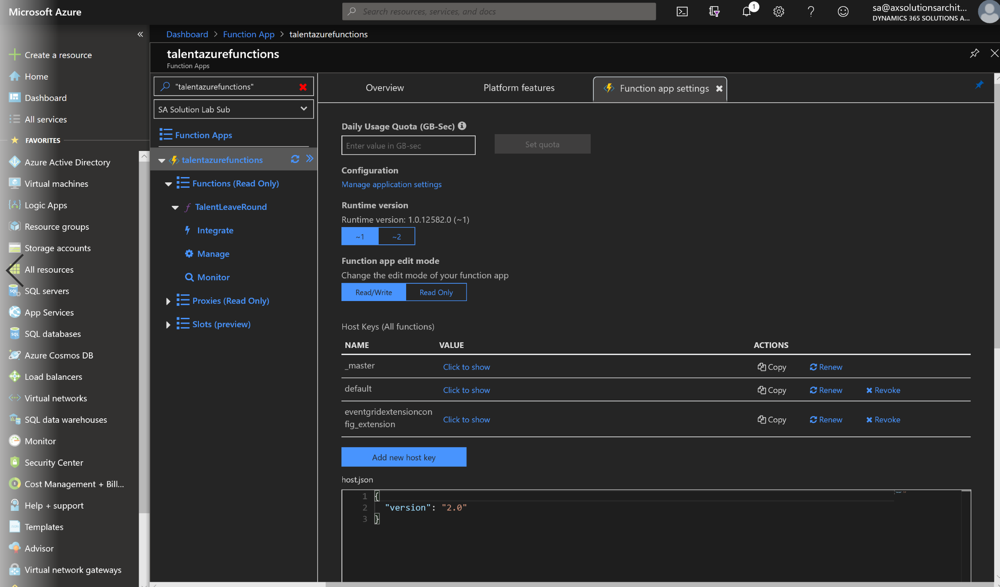 Microsoft Azure
Search resources, services, and docs
1
sa@axsolutionsarchit...
DYNAMICS 365 SOLUTIONS A...
Create a resource
Home
Dashboard
All services
FAVORITES
Azure Active Directory
Virtual machines
Logic Apps
Resource groups
Storage accounts
All resources
SQL servers
App Services
SQL databases
Azure Cosmos DB
Load balancers
Virtual networks
SQL data warehouses
Monitor
Security Center
Cost Management + Bill...
Help + support
Templates
Advisor
Virtual network gateways
Dashboard > Function App > talentazurefunctions
talentazurefunctions
Function Apps
"talentazurefunctions"
SA Solution Lab Sub
Function Apps
talentazurefunctions
Functions (Read Only)
TalentLeaveRound
Integrate
Manage
Monitor
Proxies (Read Only)
Slots (preview)
Overview
Platform features
Function app settings
Daily Usage Quota (GB-Sec)
Enter value in GB-sec
Set quota
Configuration
Manage application settings
Runtime version
Runtime version: 1.0.12582.0 (~1)
~1
~2
Function app edit mode
Change the edit mode of your function app
Read/Write
Read Only
Host Keys (All functions)
NAME VALUE ACTIONS
_master Click to show Copy Renew
default Click to show Copy Renew Revoke
eventgridextensioncon
fig_extension Click to show Copy Renew Revoke
Add new host key
host.json
1 {
2 "version": "2.0"
3 }